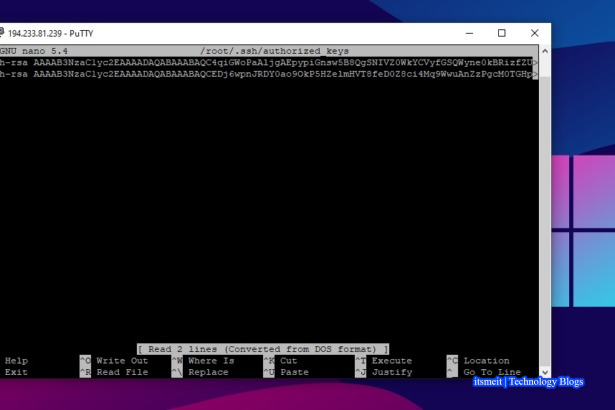 194.233.81.239 - PuTTY
GNU nano 5.4 /root/.ssh/authorized_keys
h-rsa AAAAB3NzaC1yc2EAAAADAQABAAABAQC4qiGWoPaAljgAEpypiGnsw5B8QgSNIVZ0WkYCVyfGSQWyne0kBRizfZU>
h-rsa AAAAB3NzaC1yc2EAAAADAQABAAABAQCEDj6wpnJRDY0ao9OkP5HZelmHVT8feD0Z8ci4Mq9WwuAnZzPgcM0TGHp>
[ Read 2 lines (Converted from DOS format) ]
Help ^O Write Out ^W Where Is ^K Cut ^T Execute ^C Location
Exit ^R Read File ^\ Replace ^U Paste ^J Justify ^_ Go To Line
itsmeit | Technology Blogs